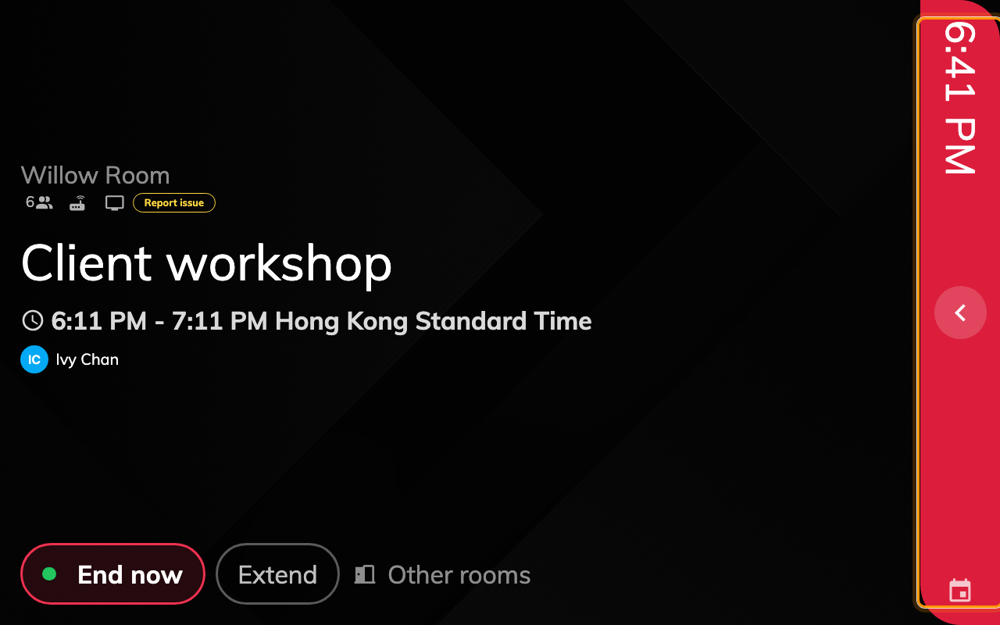 Willow Room
6
Report issue
Client workshop
6:11 PM - 7:11 PM Hong Kong Standard Time
IC
Ivy Chan
End now
Extend
Other rooms
6:41 PM